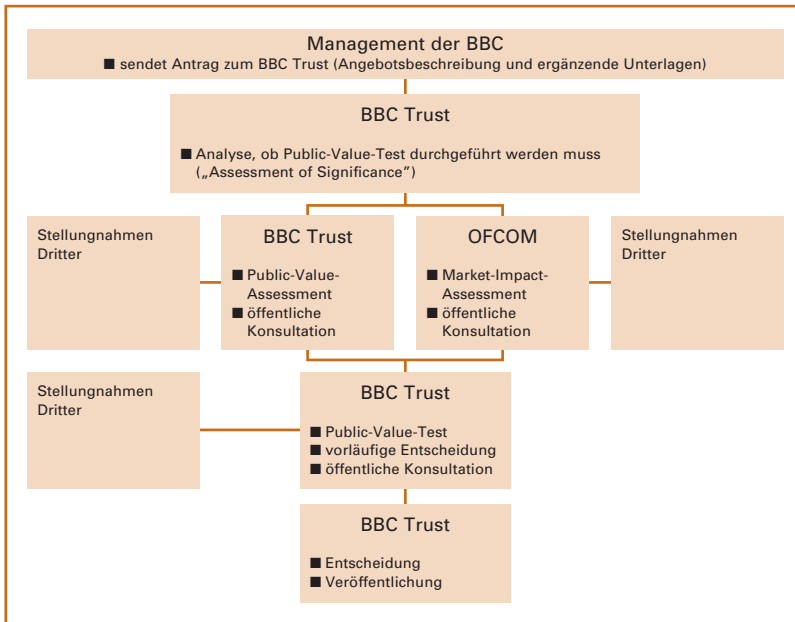 Management der BBC
■ sendet Antrag zum BBC Trust (Angebotsbeschreibung und ergänzende Unterlagen)
BBC Trust
■ Analyse, ob Public-Value-Test durchgeführt werden muss
(„Assessment of Significance”)
Stellungnahmen
Dritter
BBC Trust
■ Public-Value-
Assessment
■ öffentliche
Konsultation
OFCOM
■ Market-Impact-
Assessment
■ öffentliche
Konsultation
Stellungnahmen
Dritter
Stellungnahmen
Dritter
BBC Trust
■ Public-Value-Test
■ vorläufige Entscheidung
■ öffentliche Konsultation
BBC Trust
■ Entscheidung
■ Veröffentlichung